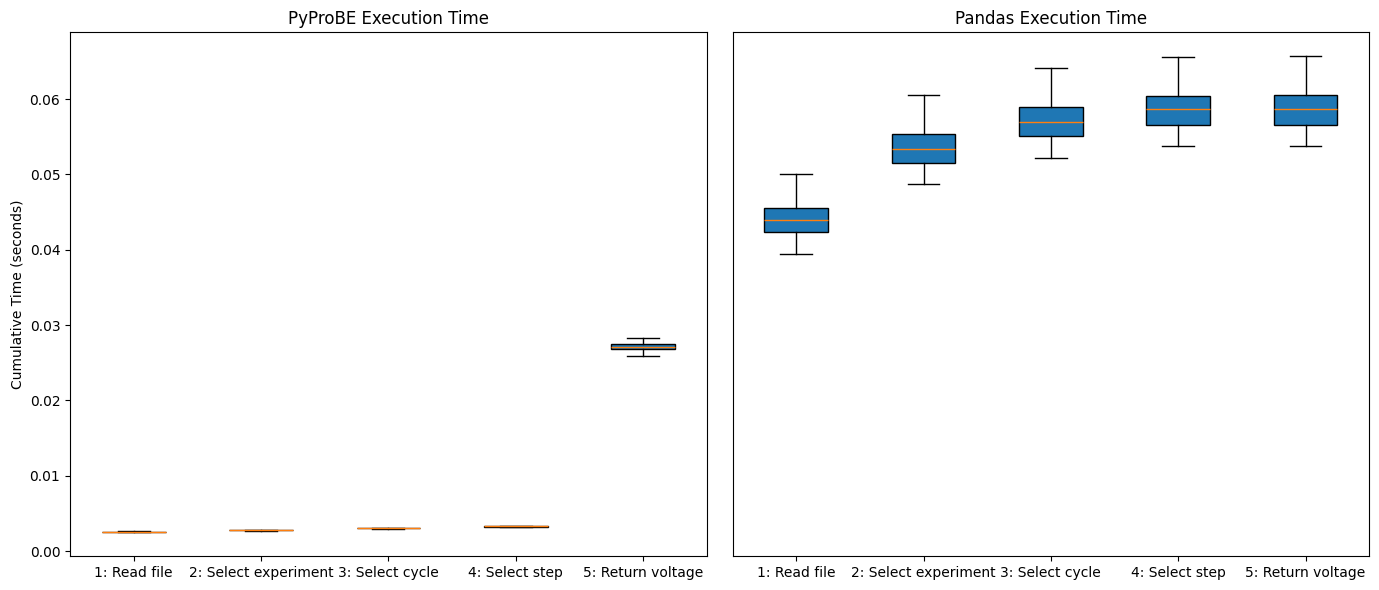 PyProBE Execution Time
Pandas Execution Time
Cumulative Time (seconds)
0.06
0.05
0.04
0.03
0.02
0.01
0.00
1: Read file
2: Select experiment
3: Select cycle
4: Select step
5: Return voltage
1: Read file
2: Select experiment
3: Select cycle
4: Select step
5: Return voltage